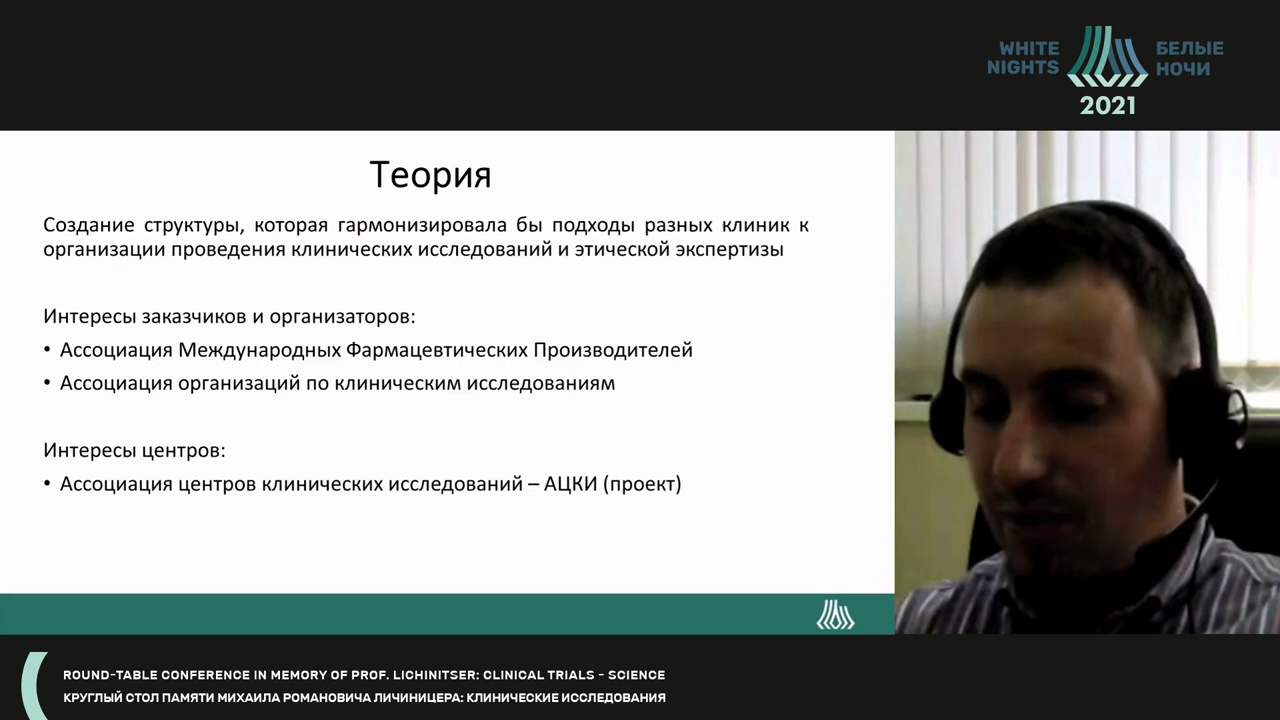 WHITE NIGHTS
БЕЛЫЕ НОЧИ
2021
Теория
Создание структуры, которая гармонизировала бы подходы разных клиник к
организации проведения клинических исследований и этической экспертизы
Интересы заказчиков и организаторов:
• Ассоциация Международных Фармацевтических Производителей
• Ассоциация организаций по клиническим исследованиям
Интересы центров:
• Ассоциация центров клинических исследований – АЦКИ (проект)
ROUND-TABLE CONFERENCE IN MEMORY OF PROF. LICHINITSER: CLINICAL TRIALS - SCIENCE
КРУГЛЫЙ СТОЛ ПАМЯТИ МИХАИЛА РОМАНОВИЧА ЛИЧИНИЦЕРА: КЛИНИЧЕСКИЕ ИССЛЕДОВАНИЯ